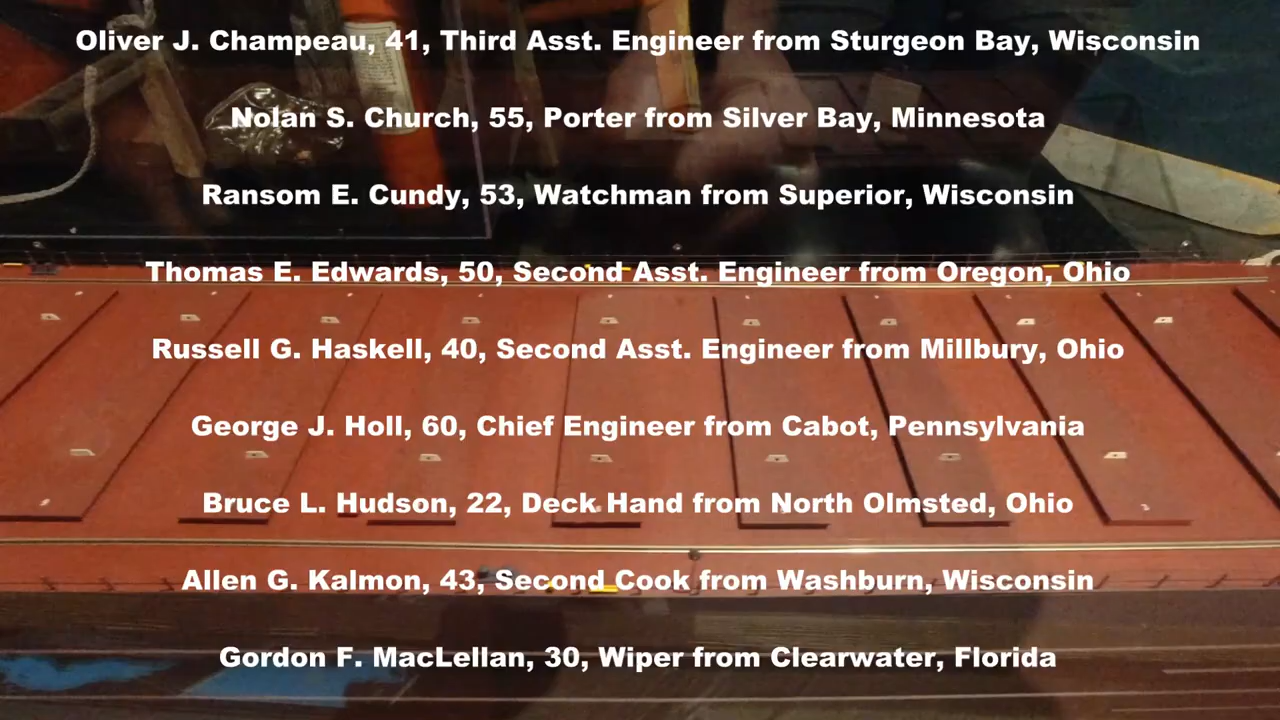 Oliver J. Champeau, 41, Third Asst. Engineer from Sturgeon Bay, Wisconsin
Nolan S. Church, 55, Porter from Silver Bay, Minnesota
Ransom E. Cundy, 53, Watchman from Superior, Wisconsin
Thomas E. Edwards, 50, Second Asst. Engineer from Oregon, Ohio
Russell G. Haskell, 40, Second Asst. Engineer from Millbury, Ohio
George J. Holl, 60, Chief Engineer from Cabot, Pennsylvania
Bruce L. Hudson, 22, Deck Hand from North Olmsted, Ohio
Allen G. Kalmon, 43, Second Cook from Washburn, Wisconsin
Gordon F. MacLellan, 30, Wiper from Clearwater, Florida